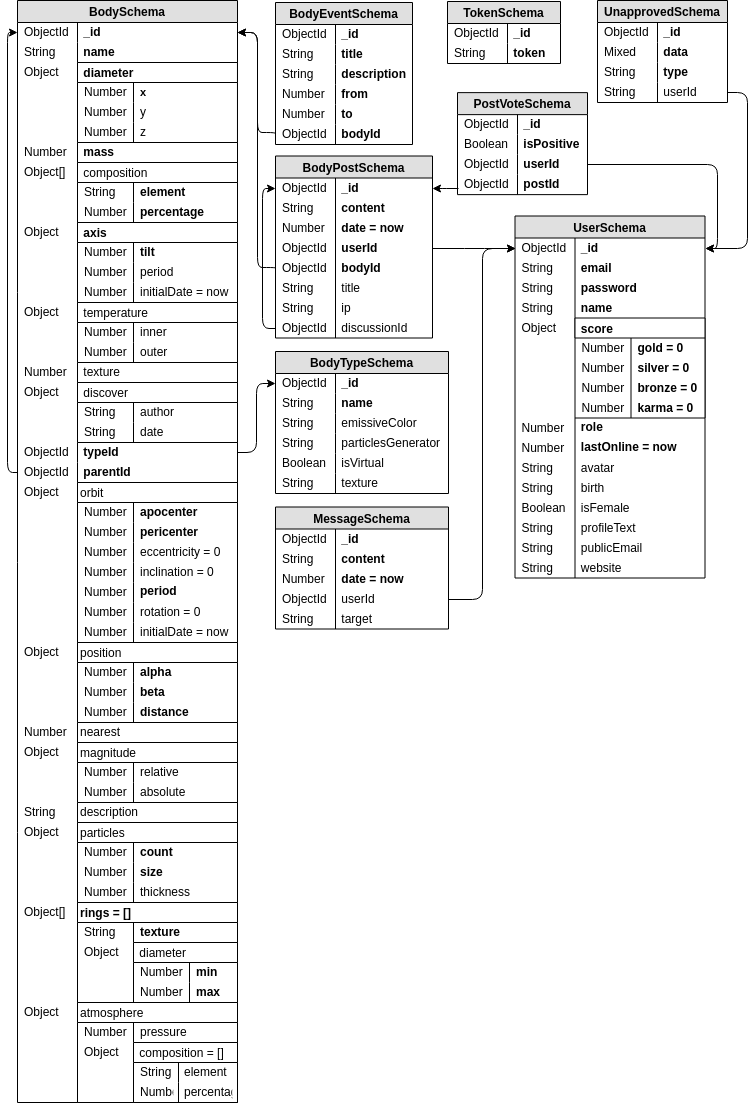 BodySchema
ObjectId _id
String name
Object diameter
Number x
Number y
Number z
Number mass
Object[] composition
String element
Number percentage
Object axis
Number tilt
Number period
Number initialDate = now
Object temperature
Number inner
Number outer
Number texture
Object discover
String author
String date
ObjectId typeId
ObjectId parentId
Object orbit
Number apocenter
Number pericenter
Number eccentricity = 0
Number inclination = 0
Number period
Number rotation = 0
Number initialDate = now
Object position
Number alpha
Number beta
Number distance
Number nearest
Object magnitude
Number relative
Number absolute
String description
Object particles
Number count
Number size
Number thickness
Object[] rings = []
String texture
Object diameter
Number min
Number max
Object atmosphere
Number pressure
Object composition = []
String element
Numb percenta
BodyEventSchema
ObjectId _id
String title
String description
Number from
Number to
ObjectId bodyId
BodyPostSchema
ObjectId _id
String content
Number date = now
ObjectId userId
ObjectId bodyId
String title
String ip
ObjectId discussionId
BodyTypeSchema
ObjectId _id
String name
String emissiveColor
String particlesGenerator
Boolean isVirtual
String texture
MessageSchema
ObjectId _id
String content
Number date = now
ObjectId userId
String target
TokenSchema
ObjectId _id
String token
PostVoteSchema
ObjectId _id
Boolean isPositive
ObjectId userId
ObjectId postId
UnapprovedSchema
ObjectId _id
Mixed data
String type
String userId
UserSchema
ObjectId _id
String email
String password
String name
Object score
Number gold = 0
Number silver = 0
Number bronze = 0
Number karma = 0
Number role
Number lastOnline = now
String avatar
String birth
Boolean isFemale
String profileText
String publicEmail
String website